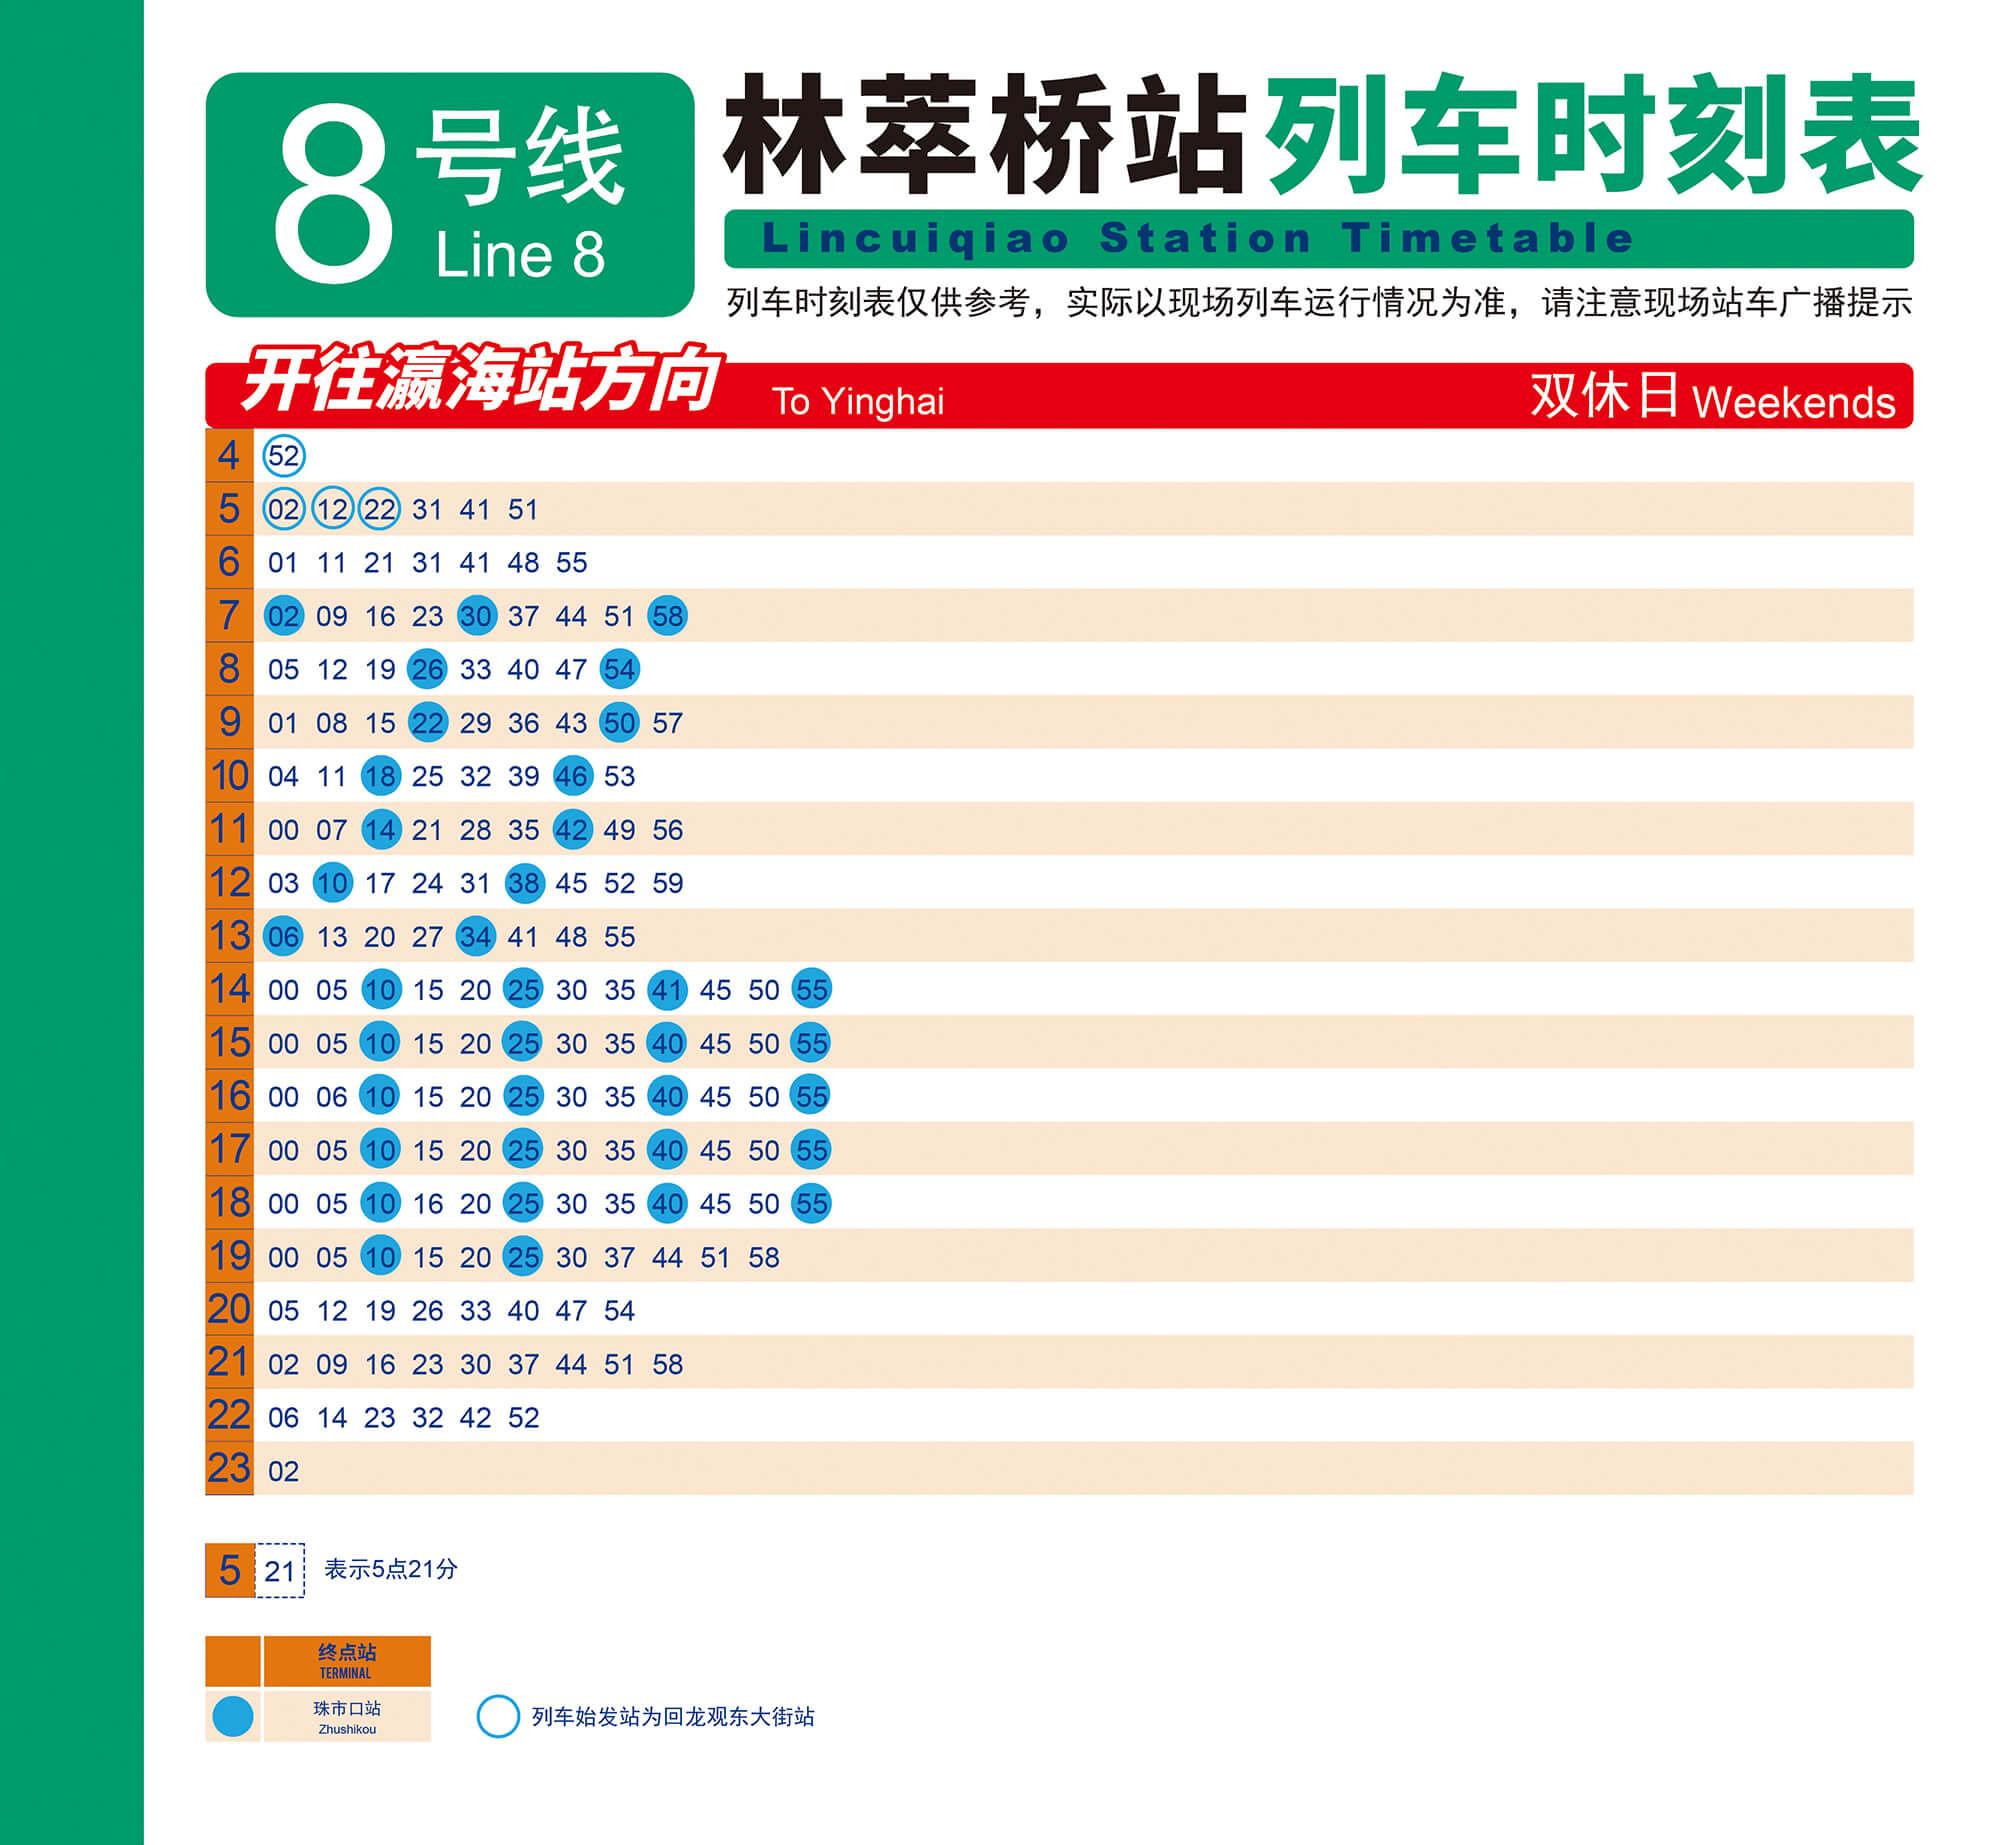 8号线
Line 8
林萃桥站列车时刻表
Lincuiqiao Station Timetable
列车时刻表仅供参考，实际以现场列车运行情况为准，请注意现场站车广播提示
开往瀛海站方向 To Yinghai 双休日 Weekends
4 52
5 02 12 22 31 41 51
6 01 11 21 31 41 48 55
7 02 09 16 23 30 37 44 51 58
8 05 12 19 26 33 40 47 54
9 01 08 15 22 29 36 43 50 57
10 04 11 18 25 32 39 46 53
11 00 07 14 21 28 35 42 49 56
12 03 10 17 24 31 38 45 52 59
13 06 13 20 27 34 41 48 55
14 00 05 10 15 20 25 30 35 41 45 50 55
15 00 05 10 15 20 25 30 35 40 45 50 55
16 00 06 10 15 20 25 30 35 40 45 50 55
17 00 05 10 15 20 25 30 35 40 45 50 55
18 00 05 10 16 20 25 30 35 40 45 50 55
19 00 05 10 15 20 25 30 37 44 51 58
20 05 12 19 26 33 40 47 54
21 02 09 16 23 30 37 44 51 58
22 06 14 23 32 42 52
23 02
5 21 表示5点21分
终点站
TERMINAL
珠市口站
Zhushikou
列车始发站为回龙观东大街站